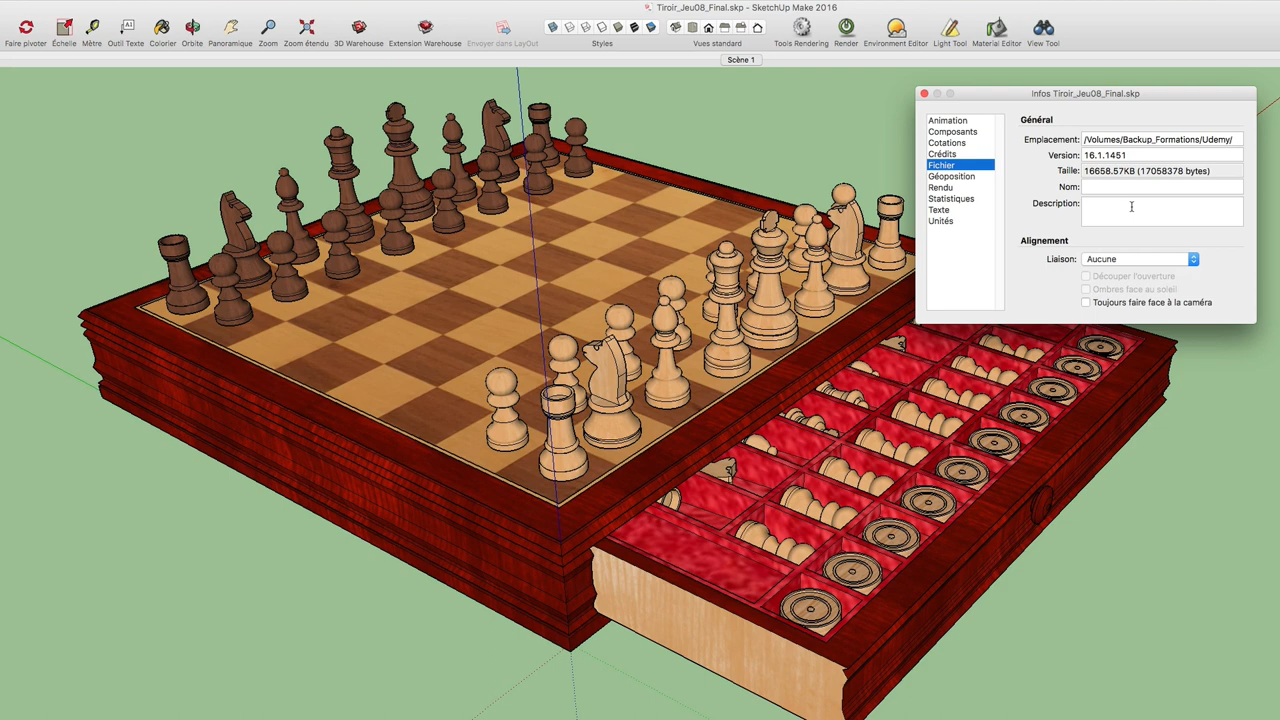 Tiroir_Jeu08_Final.skp - SketchUp Make 2016
Faire pivoter Échelle Mètre Outil Texte Colorier Orbite Panoramique Zoom Zoom étendu 3D Warehouse Extension Warehouse Envoyer dans LayOut Styles Vues standard Tools Rendering Render Environment Editor Light Tool Material Editor View Tool
Scène 1
Infos Tiroir_Jeu08_Final.skp
Animation
Composants
Cotations
Crédits
Fichier
Géoposition
Rendu
Statistiques
Texte
Unités
Général
Emplacement: /Volumes/Backup_Formations/Udemy/
Version: 16.1.1451
Taille: 16658.57KB (17058378 bytes)
Nom:
Description:
Alignement
Liaison: Aucune
Découper l'ouverture
Ombres face au soleil
Toujours faire face à la caméra